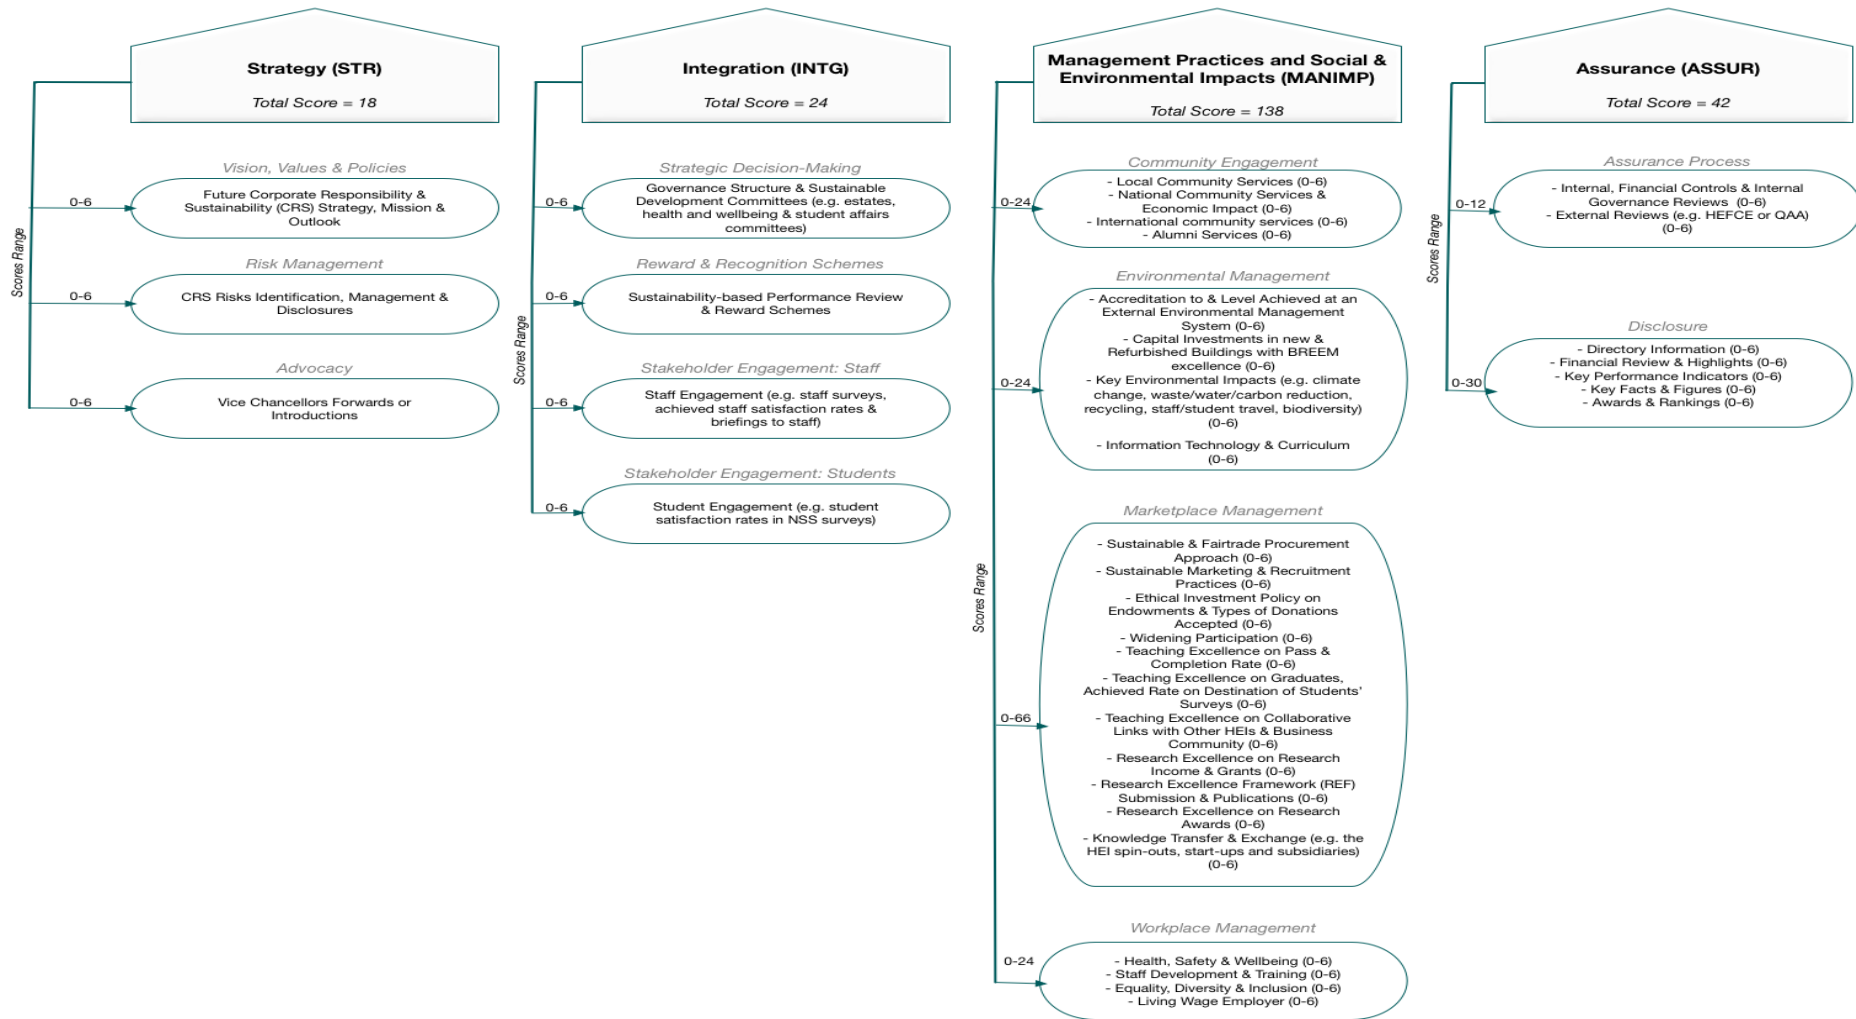 Strategy (STR)
Total Score = 18
Scores Range
Vision, Values & Policies
0-6
Future Corporate Responsibility &
Sustainability (CRS) Strategy, Mission &
Outlook
Risk Management
0-6
CRS Risks Identification, Management &
Disclosures
Advocacy
0-6
Vice Chancellors Forwards or
Introductions
Integration (INTG)
Total Score = 24
Scores Range
Strategic Decision-Making
0-6
Governance Structure & Sustainable
Development Committees (e.g. estates,
health and wellbeing & student affairs
committees)
Reward & Recognition Schemes
0-6
Sustainability-based Performance Review
& Reward Schemes
Stakeholder Engagement: Staff
0-6
Staff Engagement (e.g. staff surveys,
achieved staff satisfaction rates &
briefings to staff)
Stakeholder Engagement: Students
0-6
Student Engagement (e.g. student
satisfaction rates in NSS surveys)
Management Practices and Social &
Environmental Impacts (MANIMP)
Total Score = 138
Scores Range
Community Engagement
0-24
- Local Community Services (0-6)
- National Community Services &
Economic Impact (0-6)
- International community services (0-6)
- Alumni Services (0-6)
Environmental Management
0-24
- Accreditation to & Level Achieved at an
External Environmental Management
System (0-6)
- Capital Investments in new &
Refurbished Buildings with BREEM
excellence (0-6)
- Key Environmental Impacts (e.g. climate
change, waste/water/carbon reduction,
recycling, staff/student travel, biodiversity)
(0-6)
- Information Technology & Curriculum
(0-6)
Marketplace Management
0-66
- Sustainable & Fairtrade Procurement
Approach (0-6)
- Sustainable Marketing & Recruitment
Practices (0-6)
- Ethical Investment Policy on
Endowments & Types of Donations
Accepted (0-6)
- Widening Participation (0-6)
- Teaching Excellence on Pass &
Completion Rate (0-6)
- Teaching Excellence on Graduates,
Achieved Rate on Destination of Students'
Surveys (0-6)
- Teaching Excellence on Collaborative
Links with Other HEIs & Business
Community (0-6)
- Research Excellence on Research
Income & Grants (0-6)
- Research Excellence Framework (REF)
Submission & Publications (0-6)
- Research Excellence on Research
Awards (0-6)
- Knowledge Transfer & Exchange (e.g. the
HEI spin-outs, start-ups and subsidiaries)
(0-6)
Workplace Management
0-24
- Health, Safety & Wellbeing (0-6)
- Staff Development & Training (0-6)
- Equality, Diversity & Inclusion (0-6)
- Living Wage Employer (0-6)
Assurance (ASSUR)
Total Score = 42
Scores Range
Assurance Process
0-12
- Internal, Financial Controls & Internal
Governance Reviews (0-6)
- External Reviews (e.g. HEFCE or QAA)
(0-6)
Disclosure
0-30
- Directory Information (0-6)
- Financial Review & Highlights (0-6)
- Key Performance Indicators (0-6)
- Key Facts & Figures (0-6)
- Awards & Rankings (0-6)